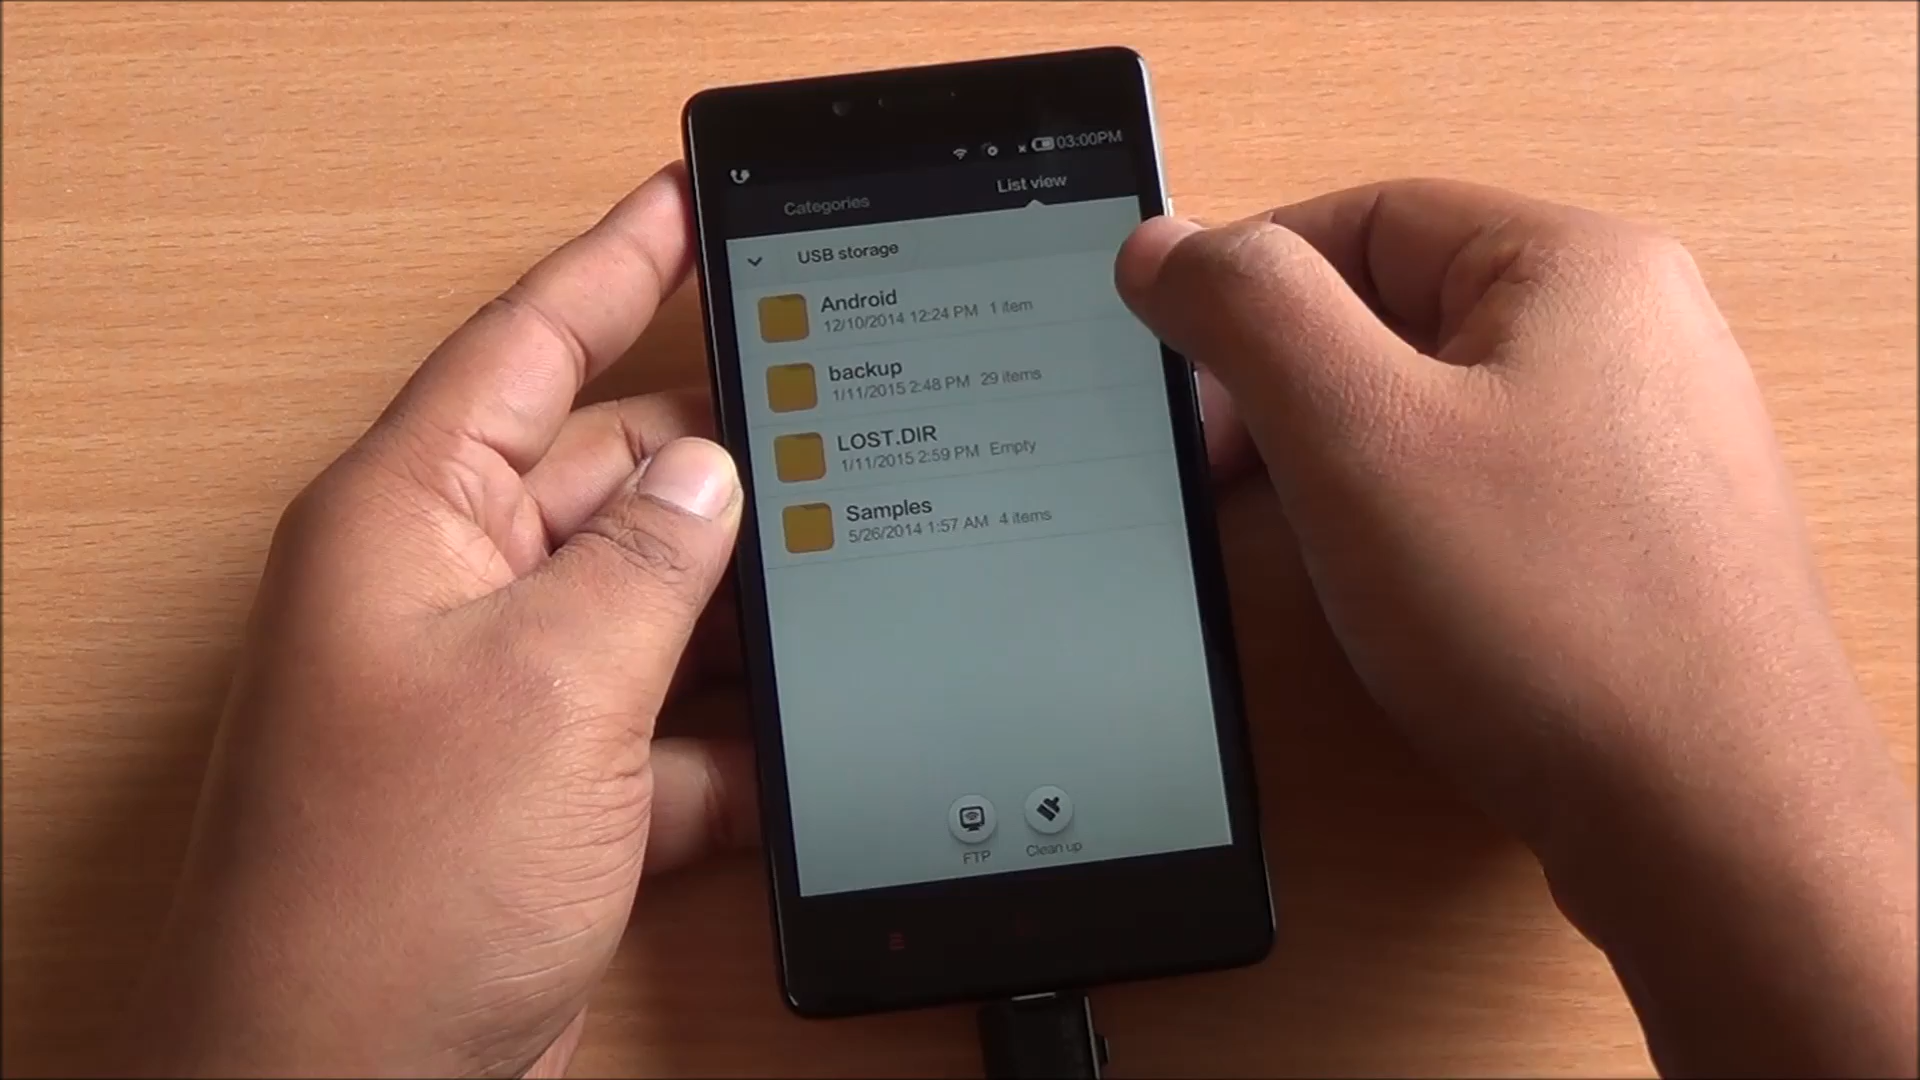 03:00PM
Categories
List view
USB storage
Android
12/10/2014 12:24 PM 1 item
backup
1/11/2015 2:48 PM 29 items
LOST.DIR
1/11/2015 2:59 PM Empty
Samples
5/26/2014 1:57 AM 4 items
FTP
Clean up